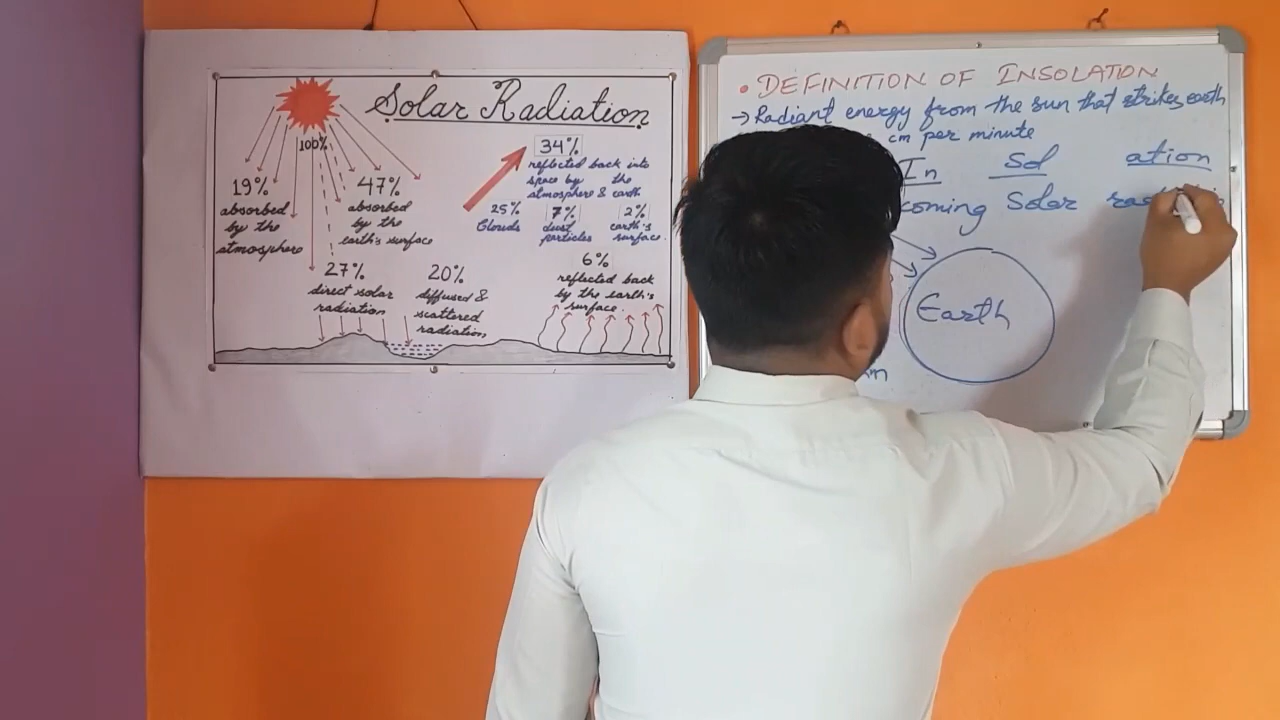 Solar Radiation
100%
19%
absorbed
by the
atmosphere
47%
absorbed
by the
earth's surface
34%
reflected back into
space by the
atmosphere & earth
25%
Clouds
7%
dust
particles
2%
earth's
surface.
27%
direct solar
radiation
20%
diffused &
scattered
radiation
6%
reflected back
by the earth's
surface.
• DEFINITION OF INSOLATION
→ Radiant energy from the sun that strikes earth
cm per minute
In Sol ation
coming Solar
Earth